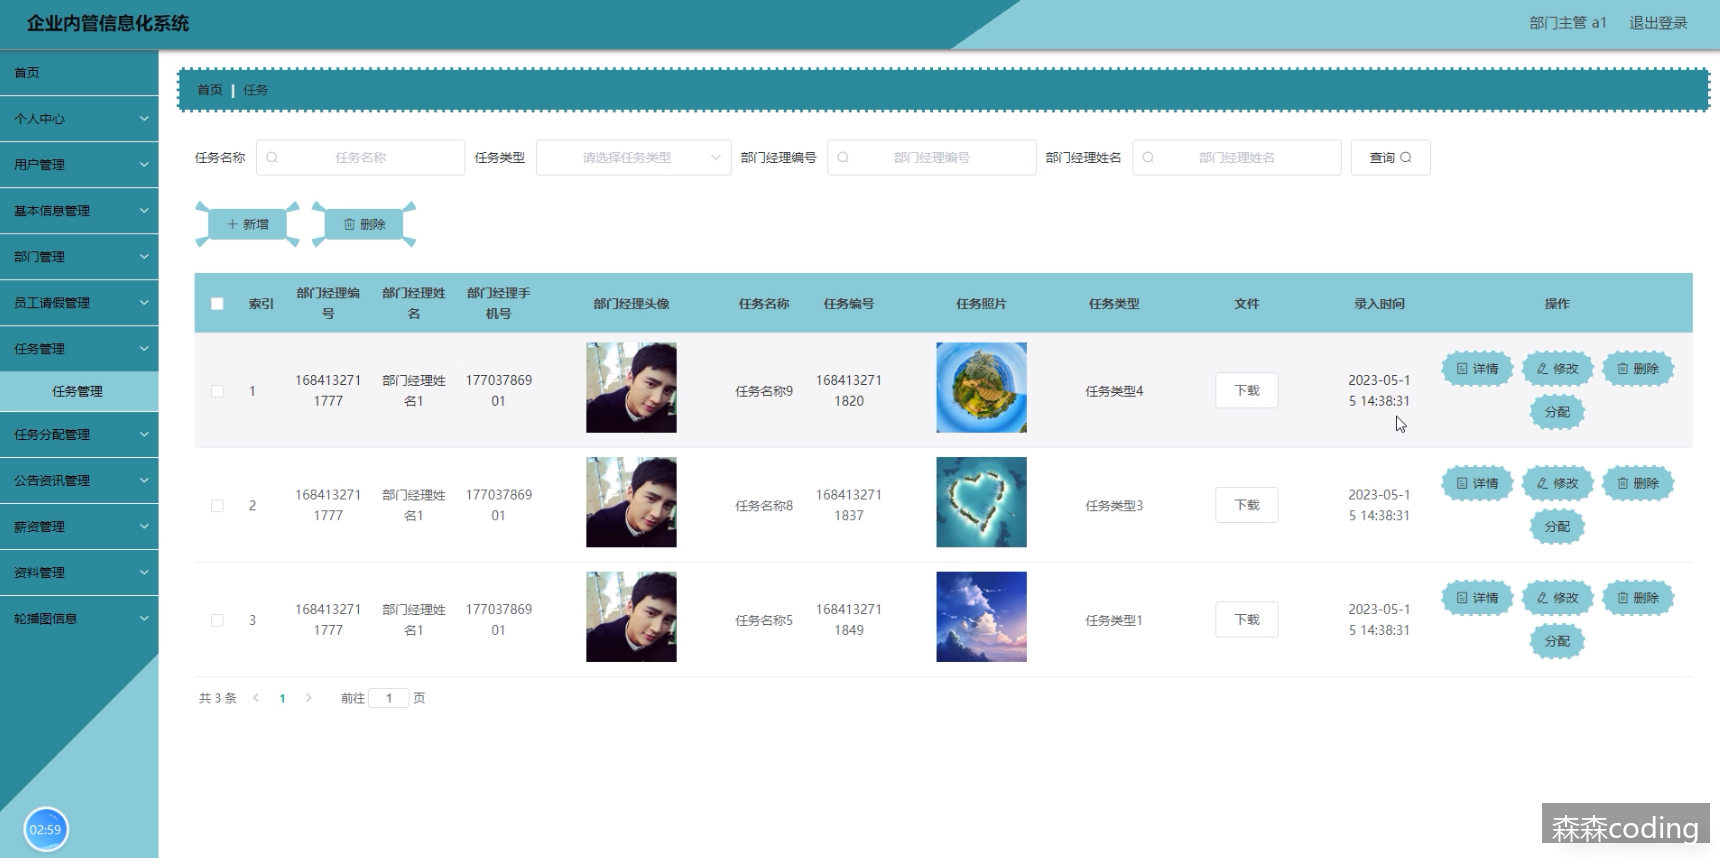 企业内管信息化系统
部门主管 a1 退出登录
首页
个人中心
用户管理
基本信息管理
部门管理
员工请假管理
任务管理
任务管理
任务分配管理
公告资讯管理
薪资管理
资料管理
轮播图信息
02:59
首页 任务
任务名称 任务名称 任务类型 请选择任务类型 部门经理编号 部门经理编号 部门经理姓名 部门经理姓名 查询
新增 删除
索引 部门经理编号 部门经理姓名 部门经理手机号 部门经理头像 任务名称 任务编号 任务照片 任务类型 文件 录入时间 操作
1 1684132711777 部门经理姓名1 17703786901 任务名称9 1684132711820 任务类型4 下载 2023-05-15 14:38:31 详情 修改 删除 分配
2 1684132711777 部门经理姓名1 17703786901 任务名称8 1684132711837 任务类型3 下载 2023-05-15 14:38:31 详情 修改 删除 分配
3 1684132711777 部门经理姓名1 17703786901 任务名称5 1684132711849 任务类型1 下载 2023-05-15 14:38:31 详情 修改 删除 分配
共 3 条 1 前往 1 页
森森coding